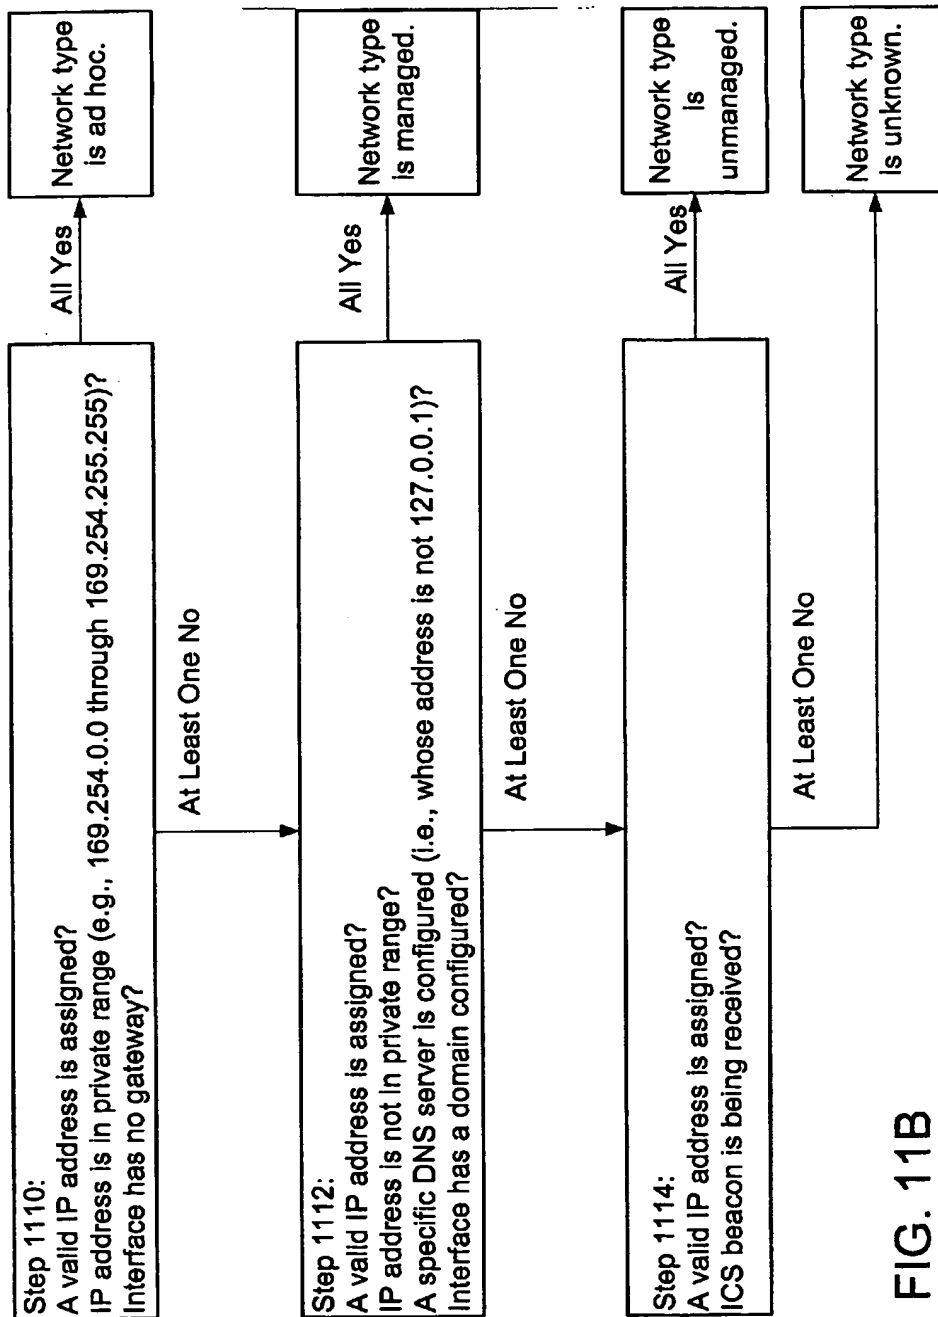 Step 1110:
A valid IP address is assigned?
IP address is in private range (e.g., 169.254.0.0 through 169.254.255.255)?
Interface has no gateway?
All Yes
Network type
is ad hoc.
At Least One No
Step 1112:
A valid IP address is assigned?
IP address is not in private range?
A specific DNS server is configured (i.e., whose address is not 127.0.0.1)?
Interface has a domain configured?
All Yes
Network type
is managed.
At Least One No
Step 1114:
A valid IP address is assigned?
ICS beacon is being received?
All Yes
Network type
is
unmanaged.
At Least One No
Network type
is unknown.
FIG. 11B